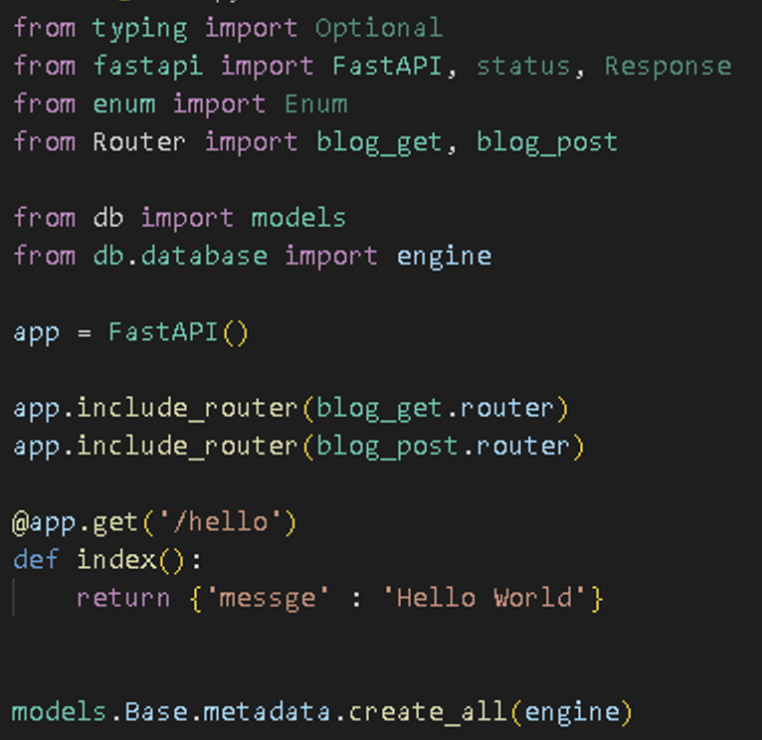 from typing import Optional
from fastapi import FastAPI, status, Response
from enum import Enum
from Router import blog_get, blog_post
from db import models
from db.database import engine
app = FastAPI()
app.include_router(blog_get.router)
app.include_router(blog_post.router)
@app.get('/hello')
def index():
    return {'messge' : 'Hello World'}
models.Base.metadata.create_all(engine)